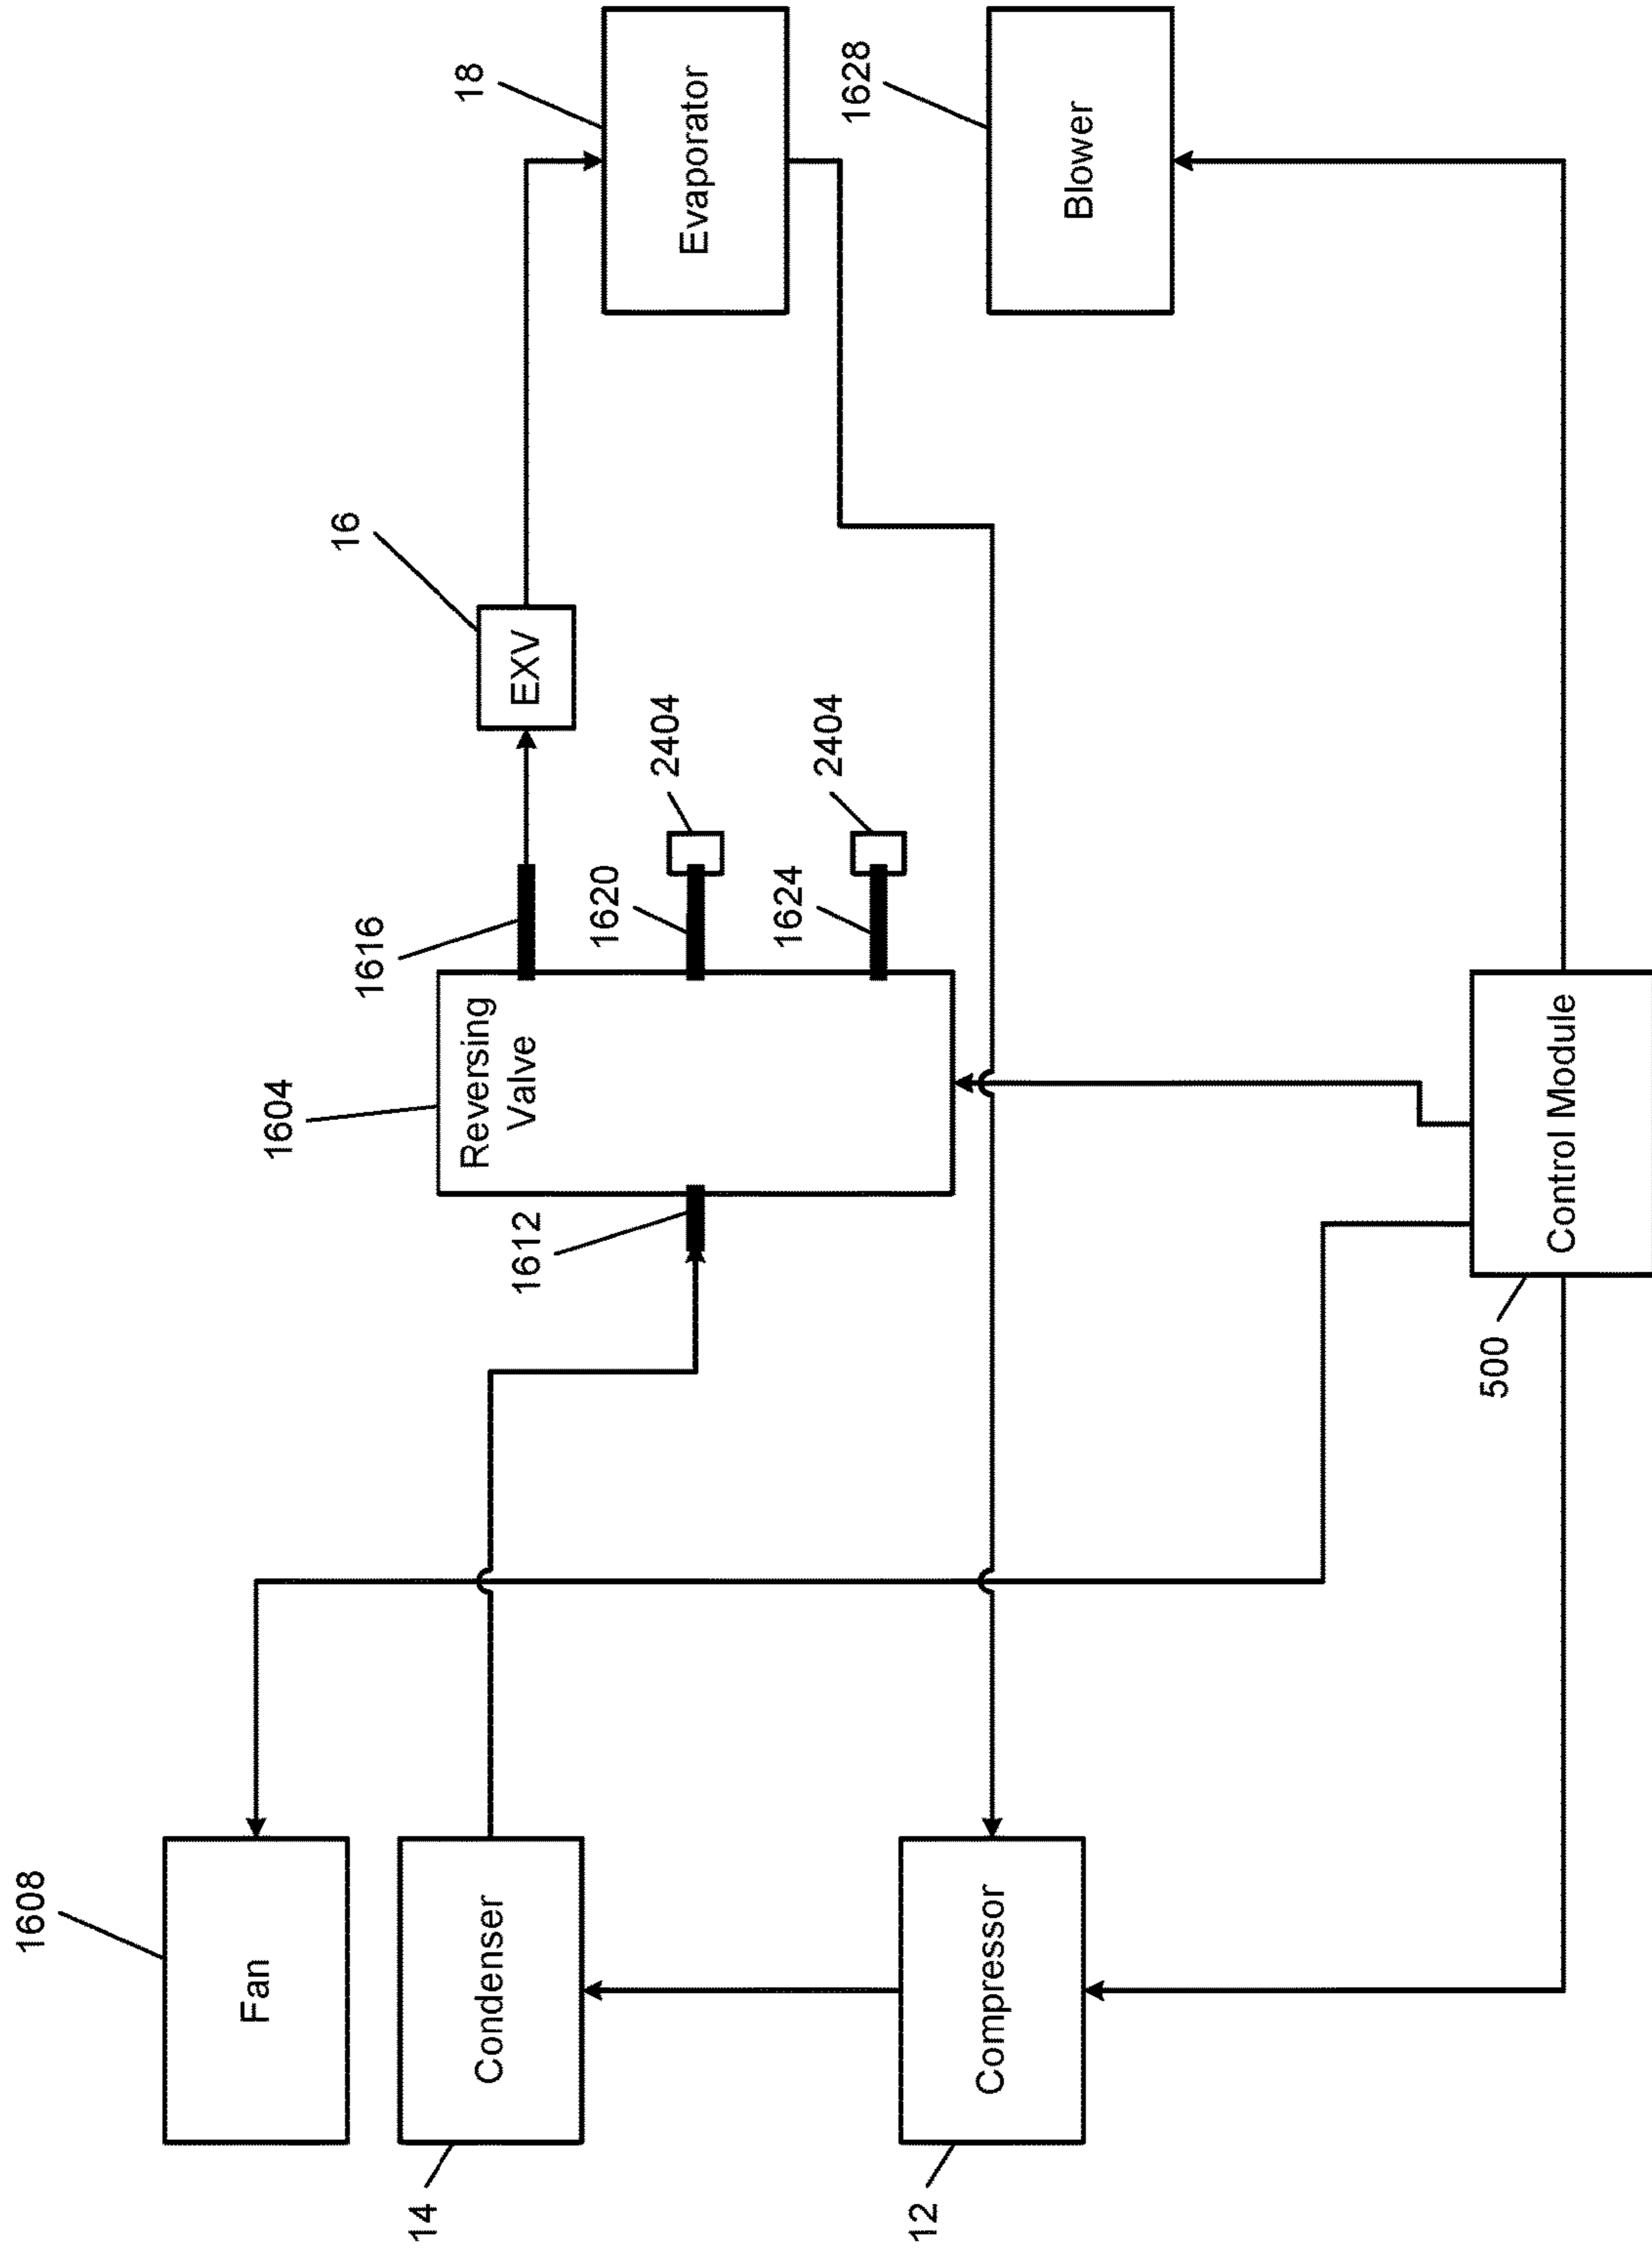 1608
Fan
1604
16
1616
14
18
Condenser
Reversing
Valve
EXV
1612
1620
2404
Evaporator
1624
2404
1628
12
Compressor
Blower
500
Control Module